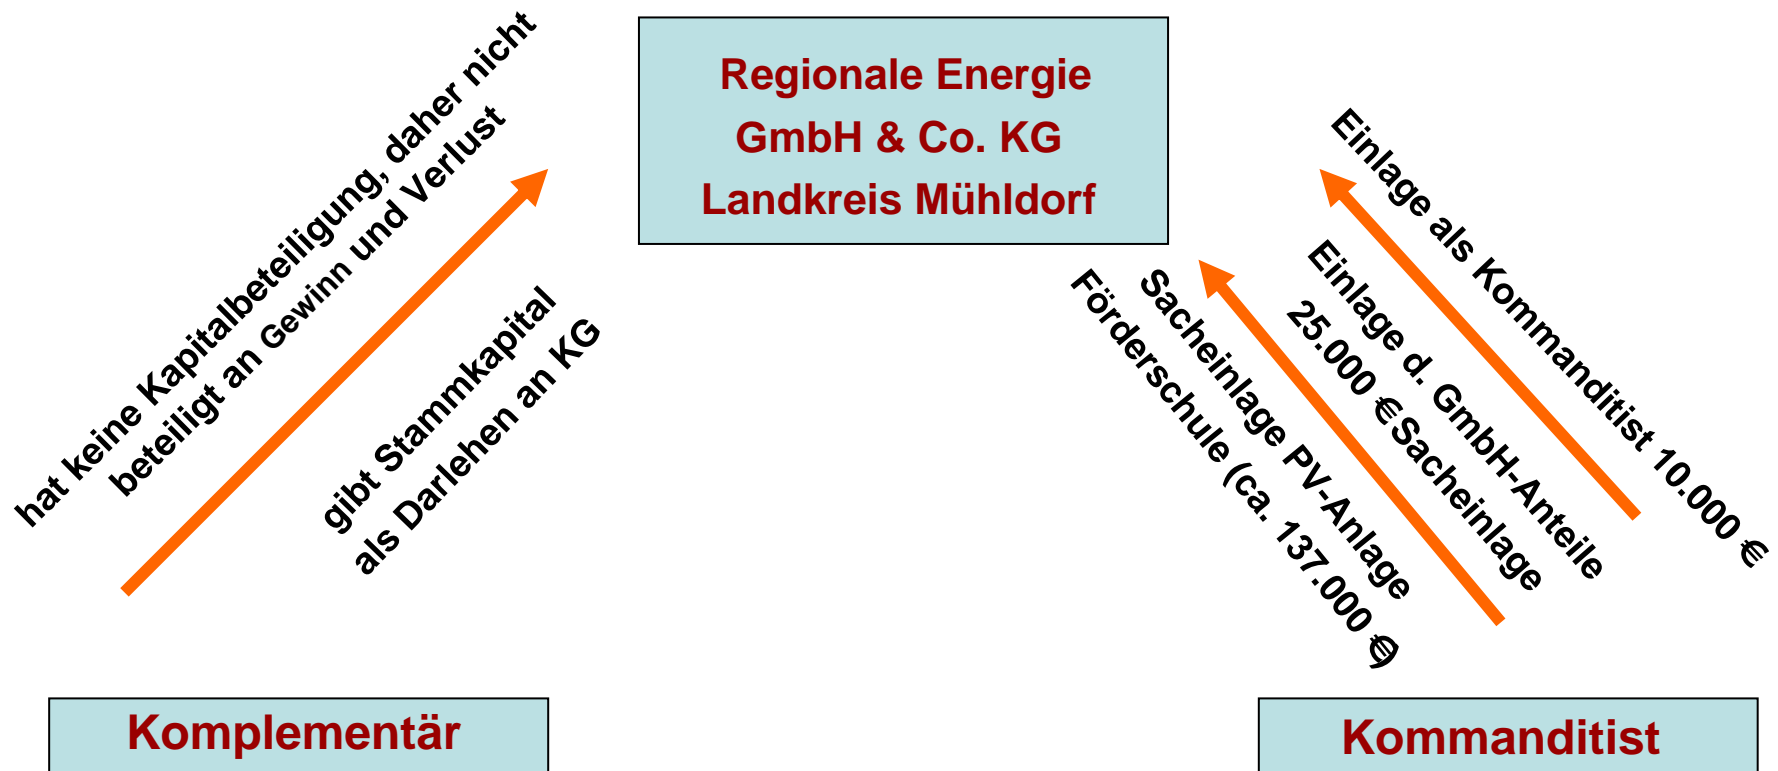 Regionale Energie
GmbH & Co. KG
Landkreis Mühldorf
hat keine Kapitalbeteiligung, daher nicht
beteiligt an Gewinn und Verlust
gibt Stammkapital
als Darlehen an KG
Einlage als Kommanditist 10.000 €
Einlage d. GmbH-Anteile
25.000 € Sacheinlage
Sacheinlage PV-Anlage
Förderschule (ca. 137.000 €)
Komplementär
Kommanditist